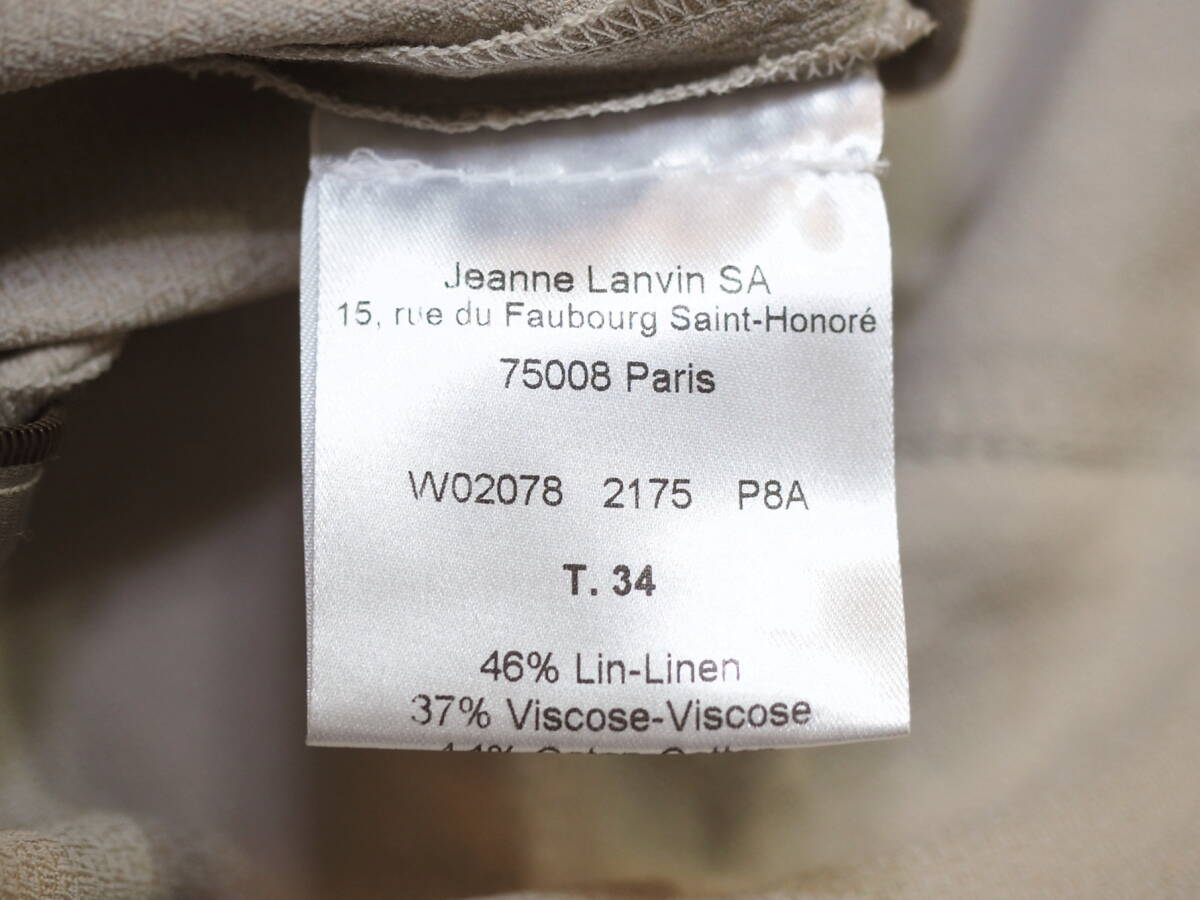 Jeanne Lanvin SA
15, rue du Faubourg Saint-Honoré
75008 Paris
W02078 2175 P8A
T. 34
46% Lin-Linen
37% Viscose-Viscose